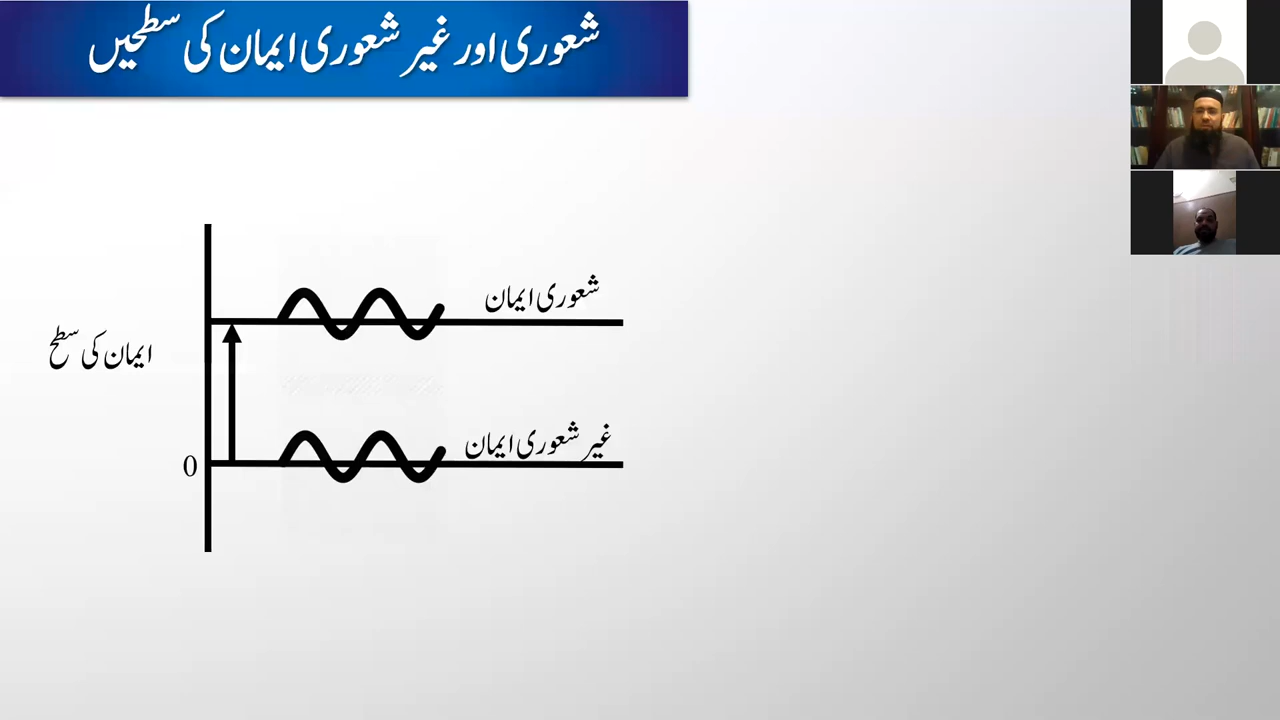 شعوری اور غیر شعوری ایمان کی سطحیں
شعوری ایمان
ایمان کی سطح
غیر شعوری ایمان
0